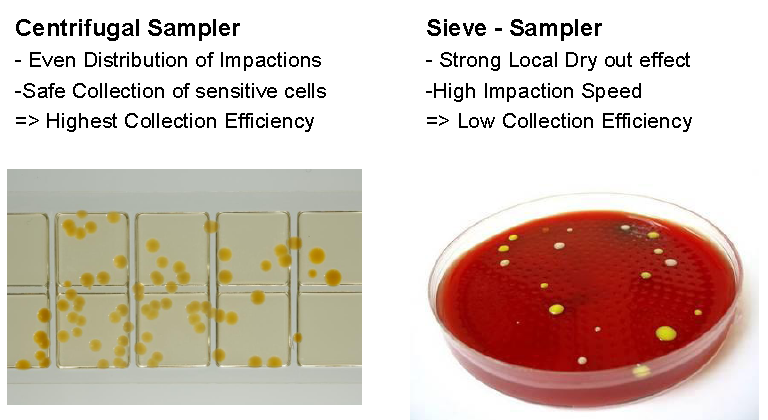 Centrifugal Sampler
- Even Distribution of Impactions
-Safe Collection of sensitive cells
=> Highest Collection Efficiency
Sieve - Sampler
- Strong Local Dry out effect
-High Impaction Speed
=> Low Collection Efficiency